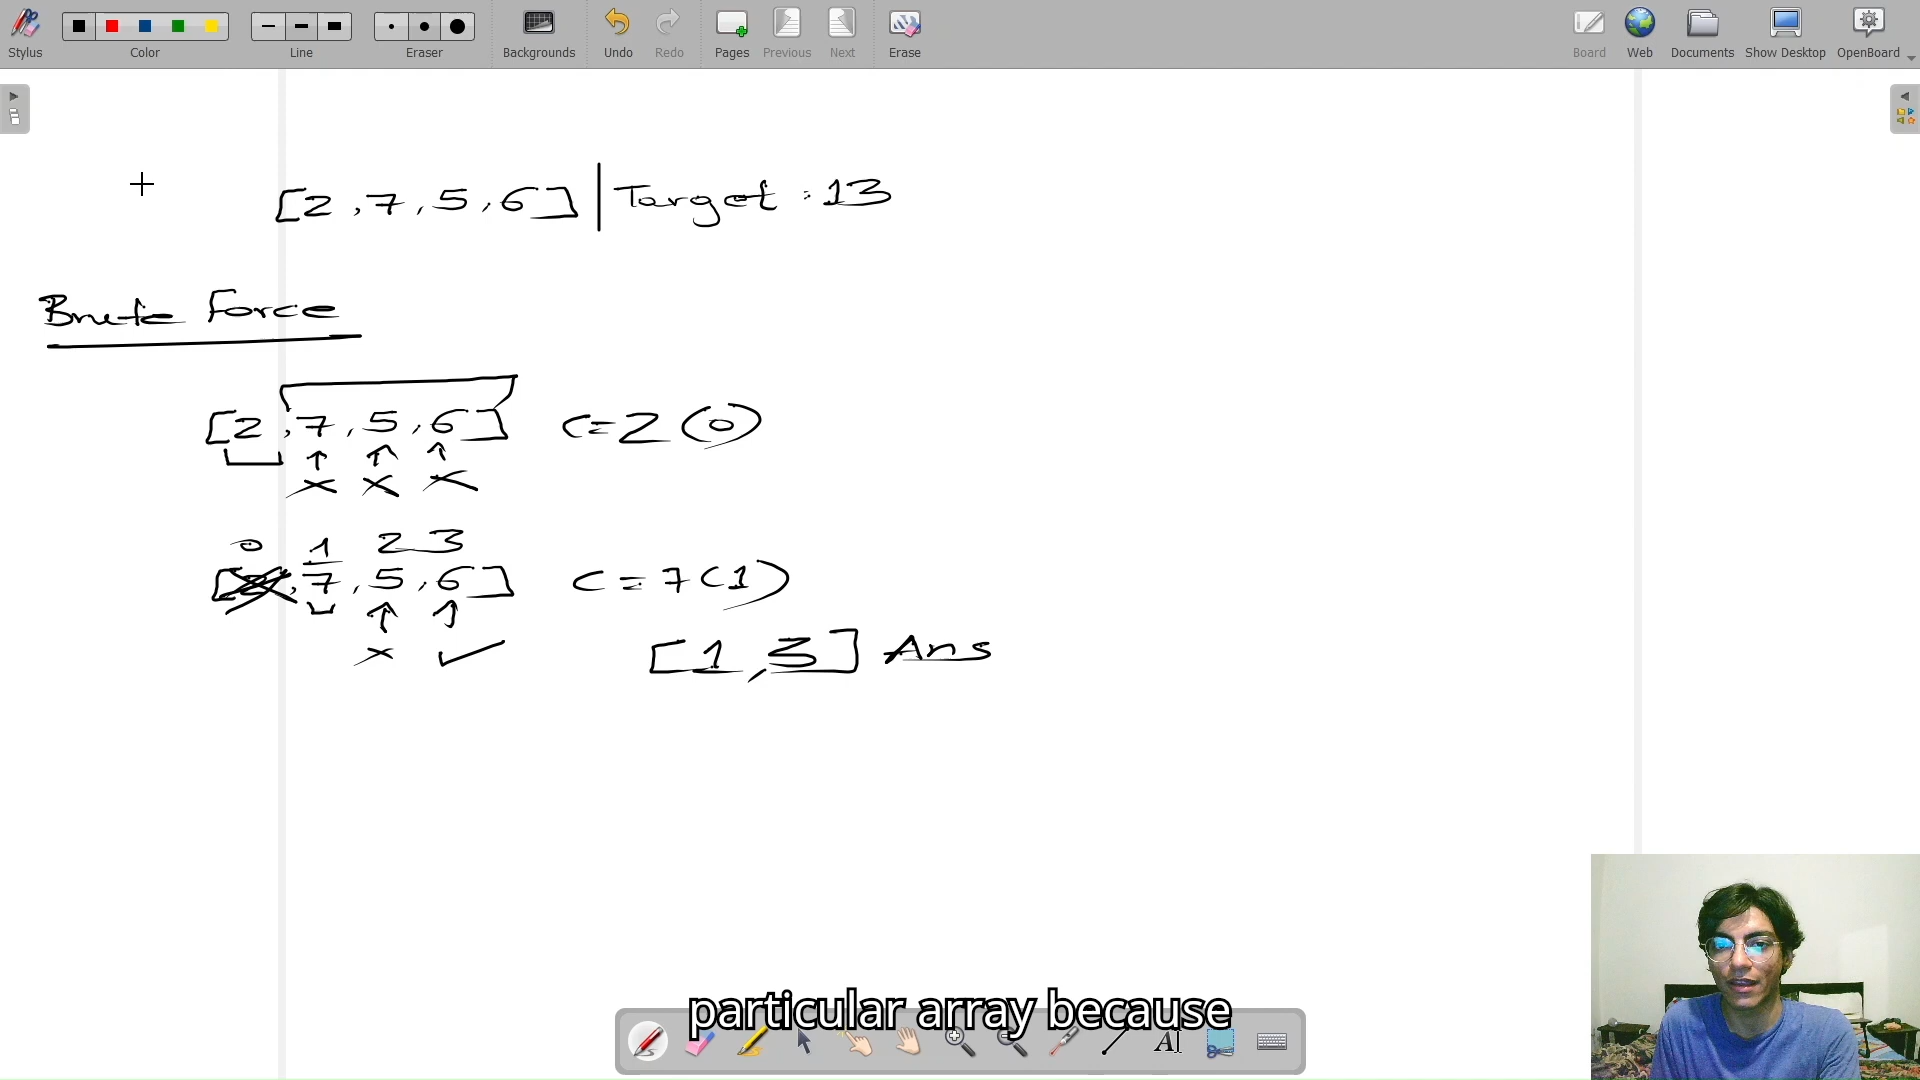 Stylus Color Line Eraser Backgrounds Undo Redo Pages Previous Next Erase Board Web Documents Show Desktop OpenBoard
[2,7,5,6] | Target : 13
Brute Force
[2,7,5,6] C=2(0)
0 1 2 3
[2,7,5,6] C=7(1)
[1,3] Ans
particular array because